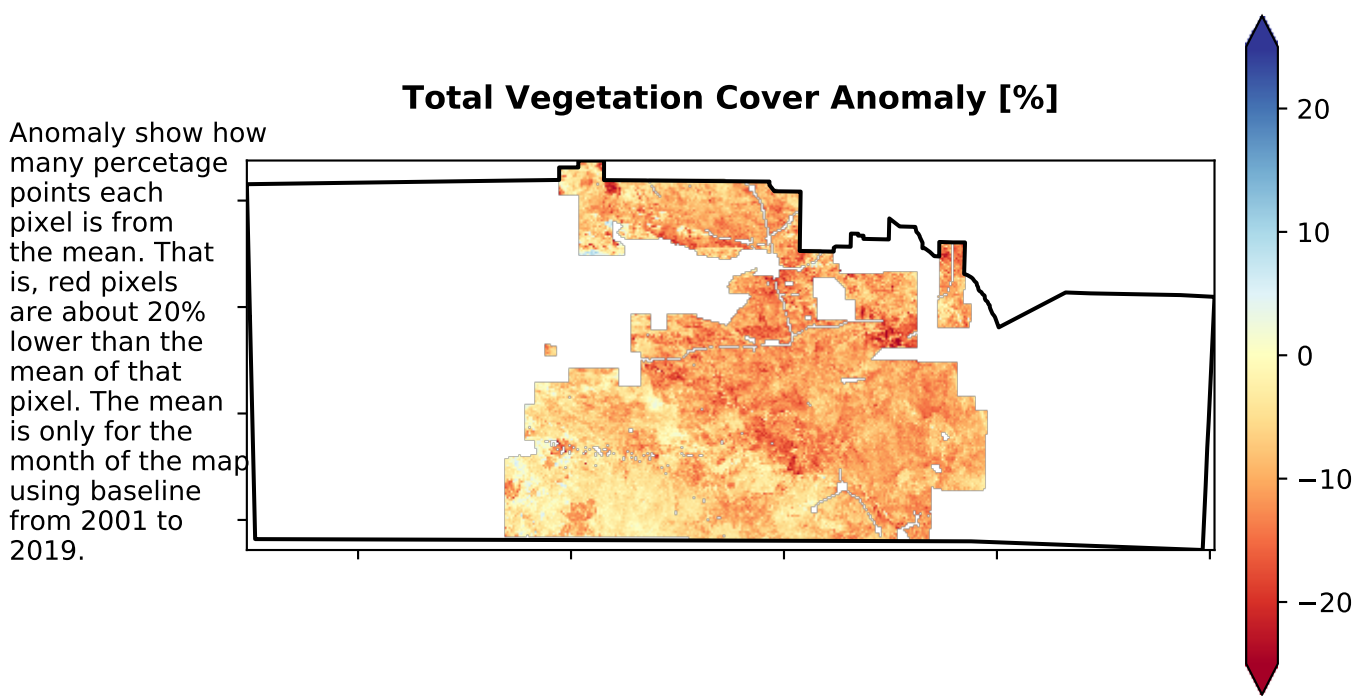 Total Vegetation Cover Anomaly [%]
Anomaly show how
many percetage
points each
pixel is from
the mean. That
is, red pixels
are about 20%
lower than the
mean of that
pixel. The mean
is only for the
month of the map
using baseline
from 2001 to
2019.
20
10
0
−10
−20